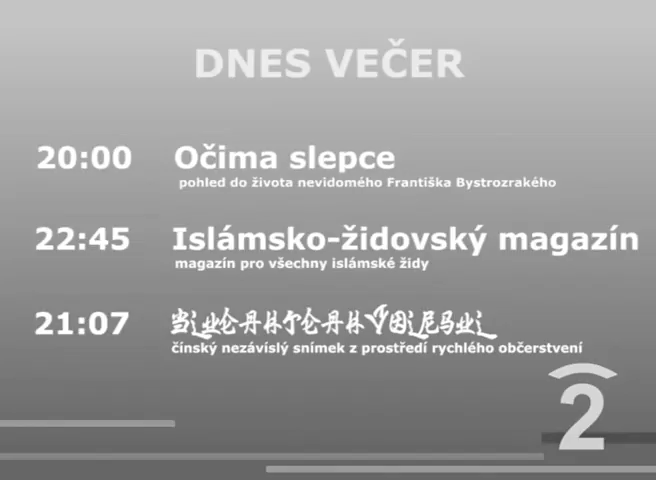 DNES VEČER
20:00 Očima slepce
pohled do života nevidomého Františka Bystrozrakého
22:45 Islámsko-židovský magazín
magazín pro všechny islámské židy
21:07
čínský nezávíslý snímek z prostředí rychlého občerstvení
2